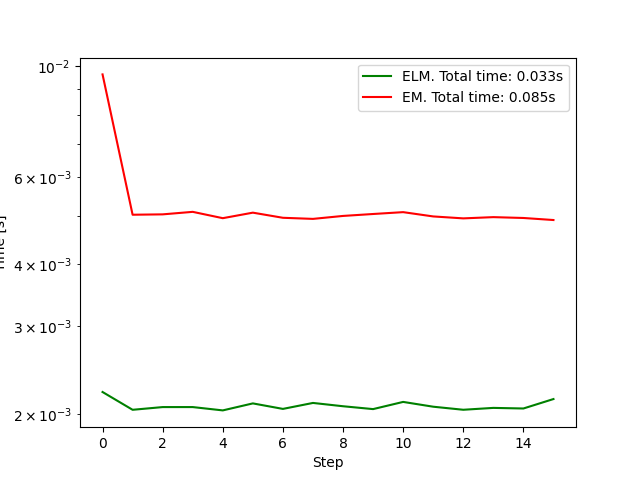 10⁻²
6 × 10⁻³
4 × 10⁻³
3 × 10⁻³
2 × 10⁻³
[s]
ELM. Total time: 0.033s
EM. Total time: 0.085s
0 2 4 6 8 10 12 14
Step